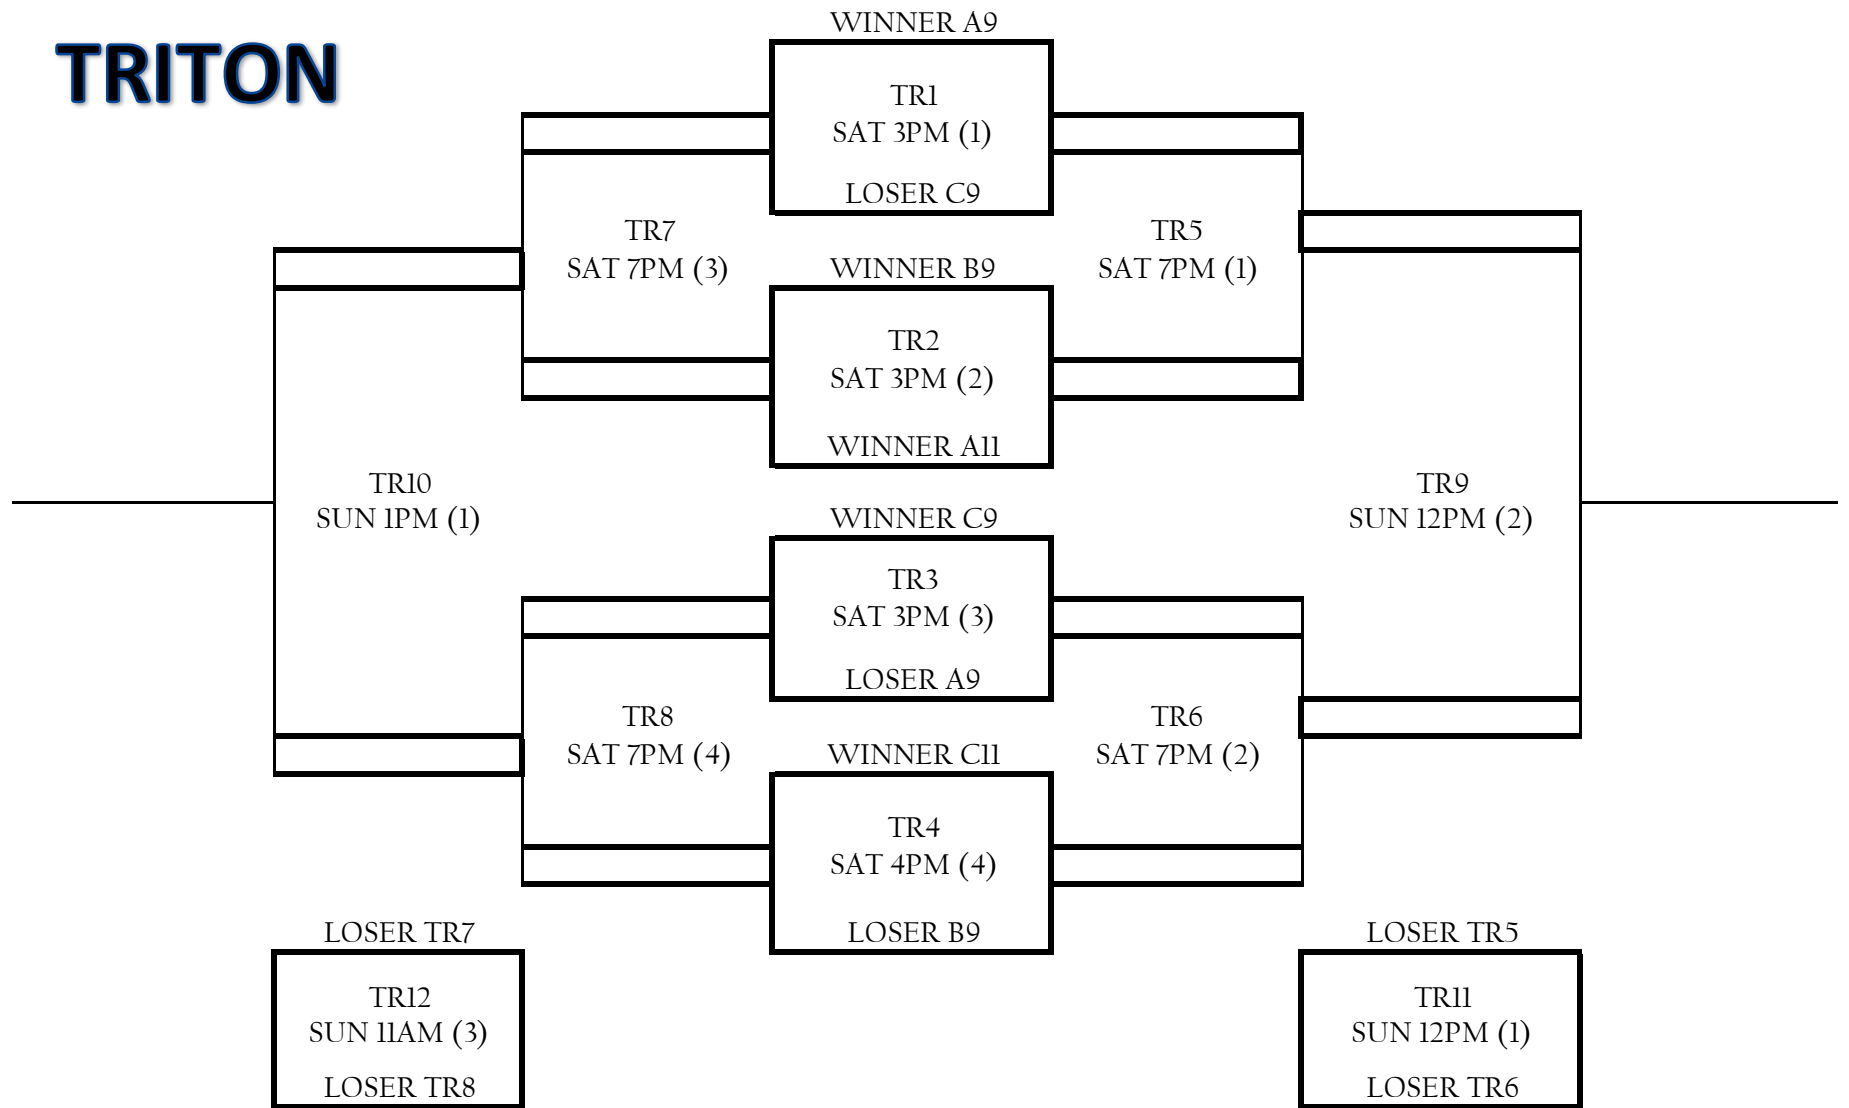 TRITON
WINNER A9
TR1
SAT 3PM (1)
LOSER C9
TR7
SAT 7PM (3)
TR5
SAT 7PM (1)
WINNER B9
TR2
SAT 3PM (2)
WINNER A11
TR10
SUN 1PM (1)
TR9
SUN 12PM (2)
WINNER C9
TR3
SAT 3PM (3)
LOSER A9
TR8
SAT 7PM (4)
TR6
SAT 7PM (2)
WINNER C11
TR4
SAT 4PM (4)
LOSER B9
LOSER TR7
TR12
SUN 11AM (3)
LOSER TR8
LOSER TR5
TR11
SUN 12PM (1)
LOSER TR6